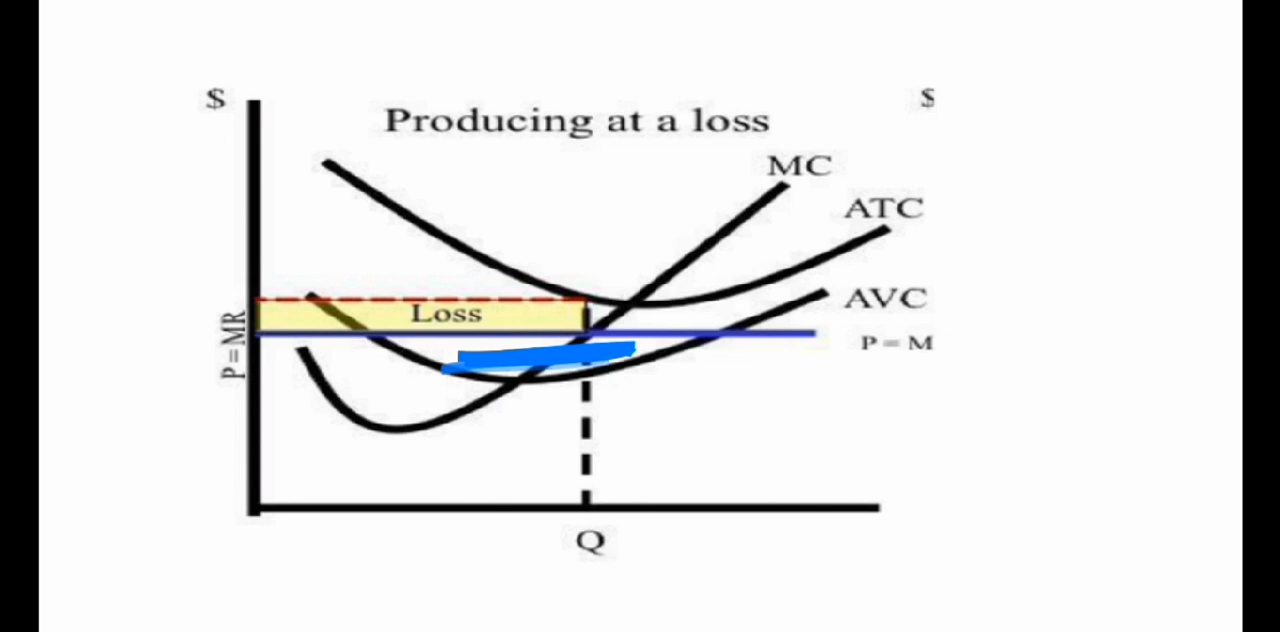 $
$
Producing at a loss
MC
ATC
AVC
Loss
P = MR
P = M
Q